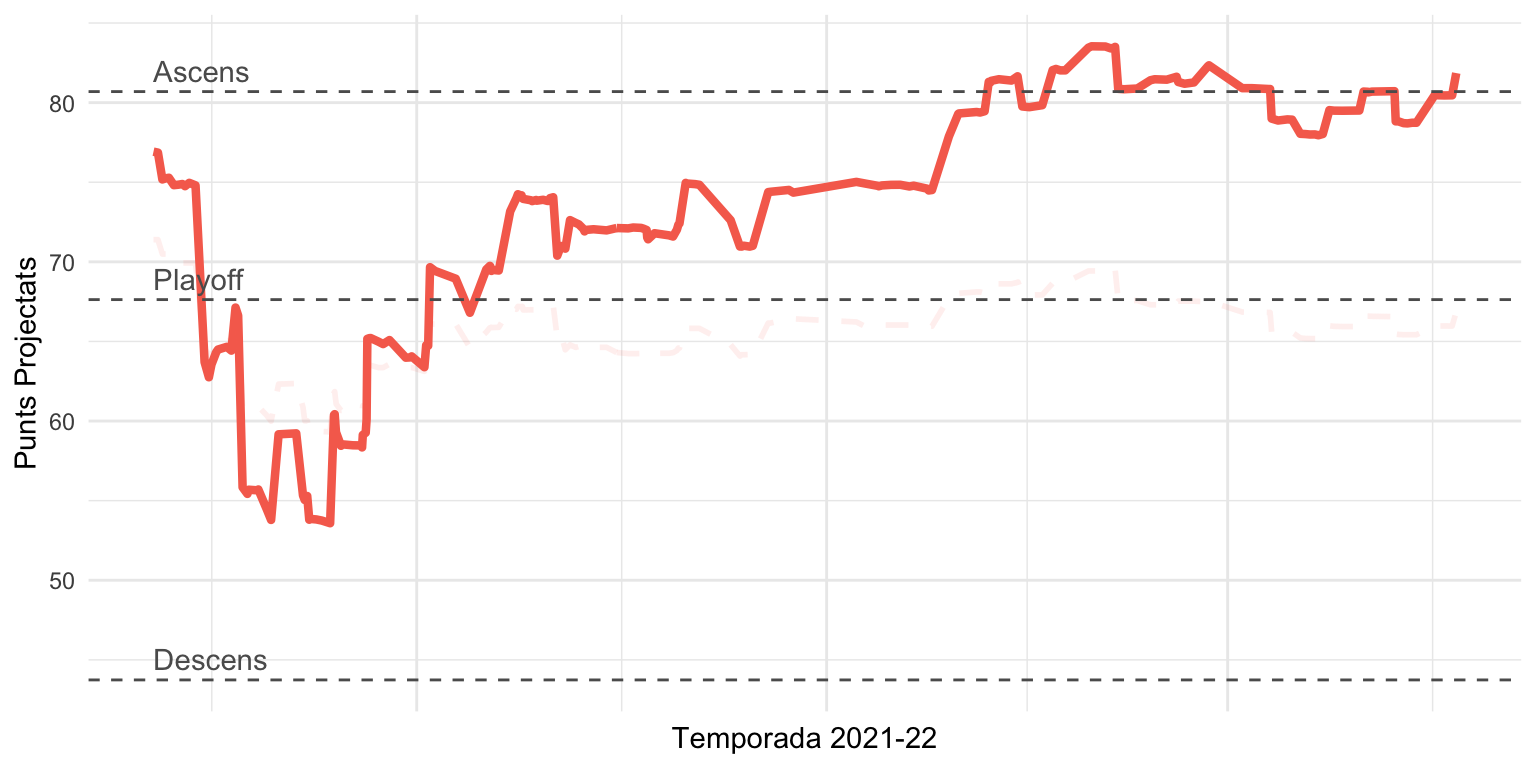 Ascens
80
70
Playoff
60
50
Descens
Punts Projectats
Temporada 2021-22